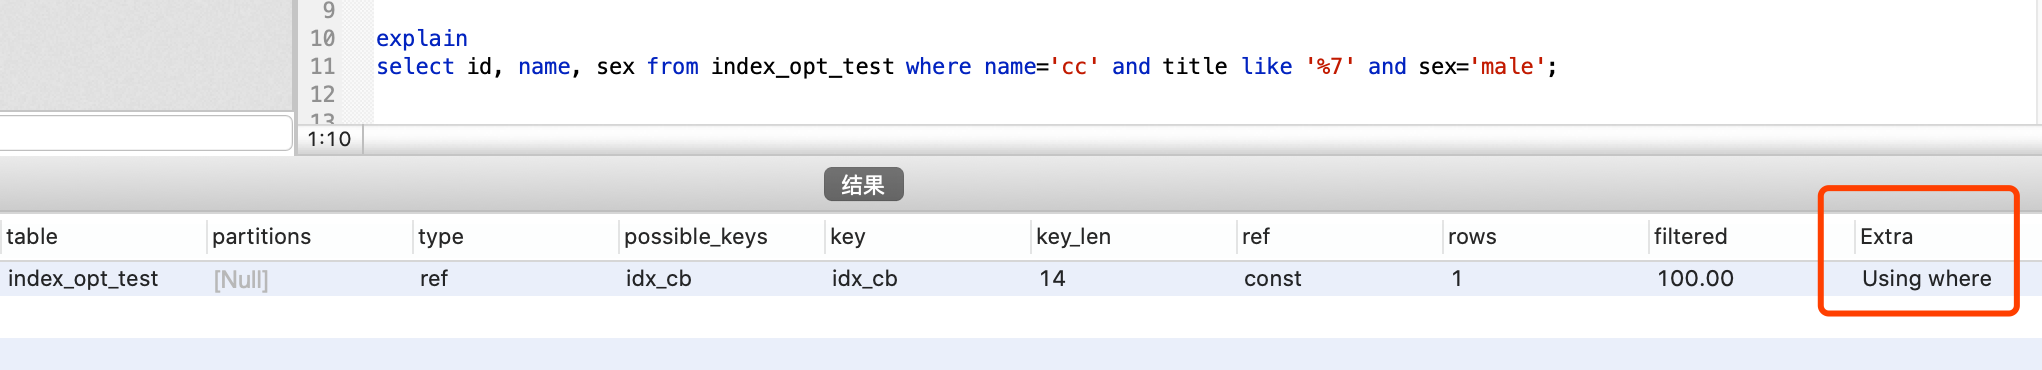 9
10 explain
11 select id, name, sex from index_opt_test where name='cc' and title like '%7' and sex='male';
12
13
1:10
结果
table partitions type possible_keys key key_len ref rows filtered Extra
index_opt_test [Null] ref idx_cb idx_cb 14 const 1 100.00 Using where